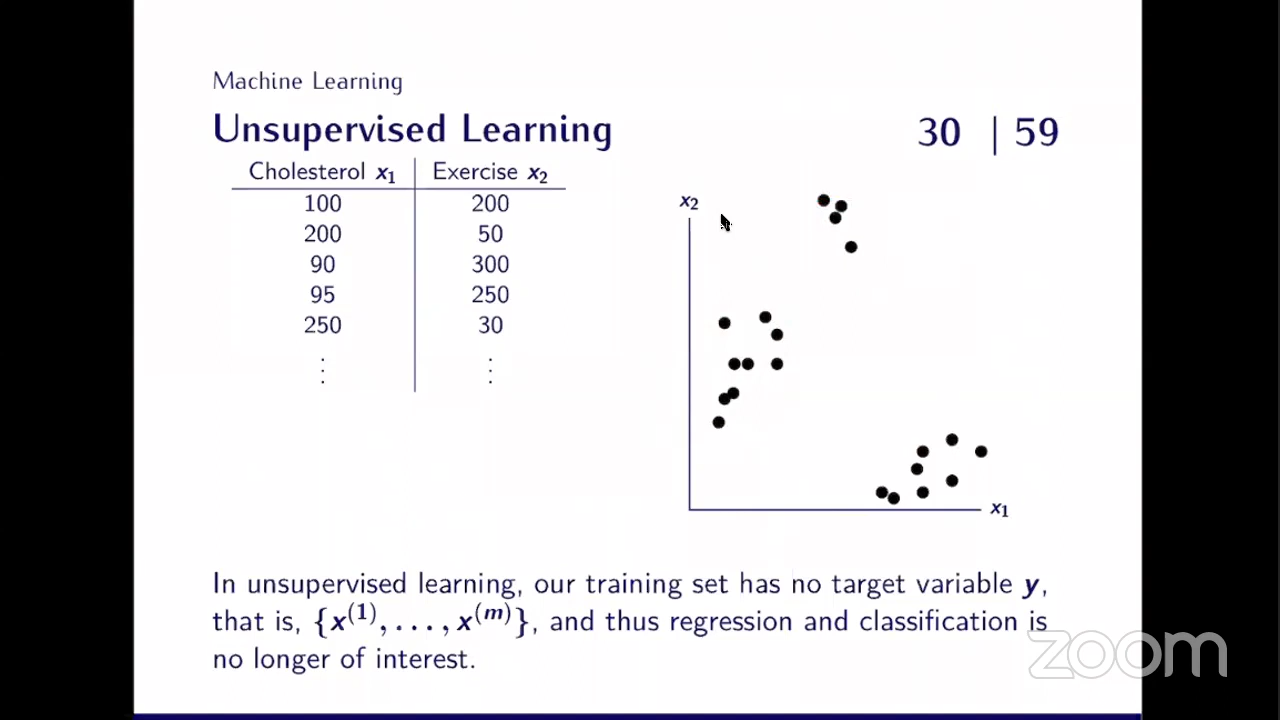 Machine Learning
Unsupervised Learning
30 | 59
Cholesterol x₁ Exercise x₂
100 200
200 50
90 300
95 250
250 30
⋮ ⋮
x₂
x₁
In unsupervised learning, our training set has no target variable y,
that is, {x⁽¹⁾, . . . , x⁽ᵐ⁾}, and thus regression and classification is
no longer of interest.
zoom